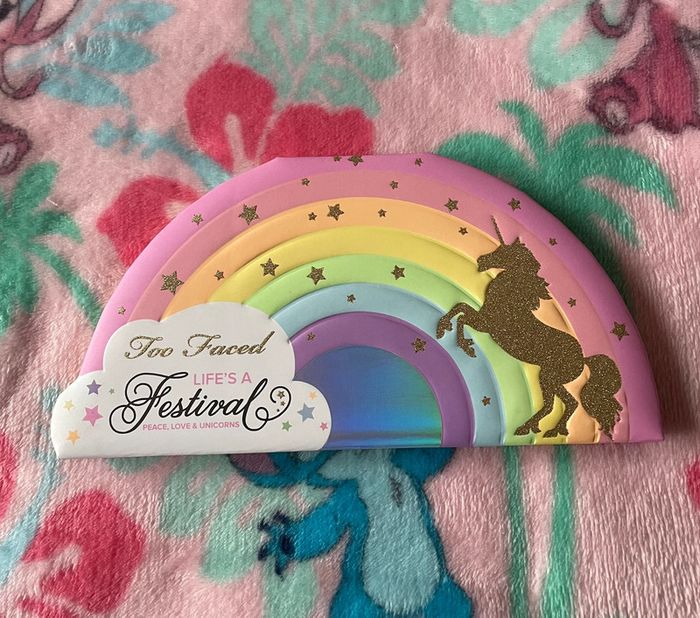 Too Faced
LIFE'S A
Festival
PEACE, LOVE & UNICORNS